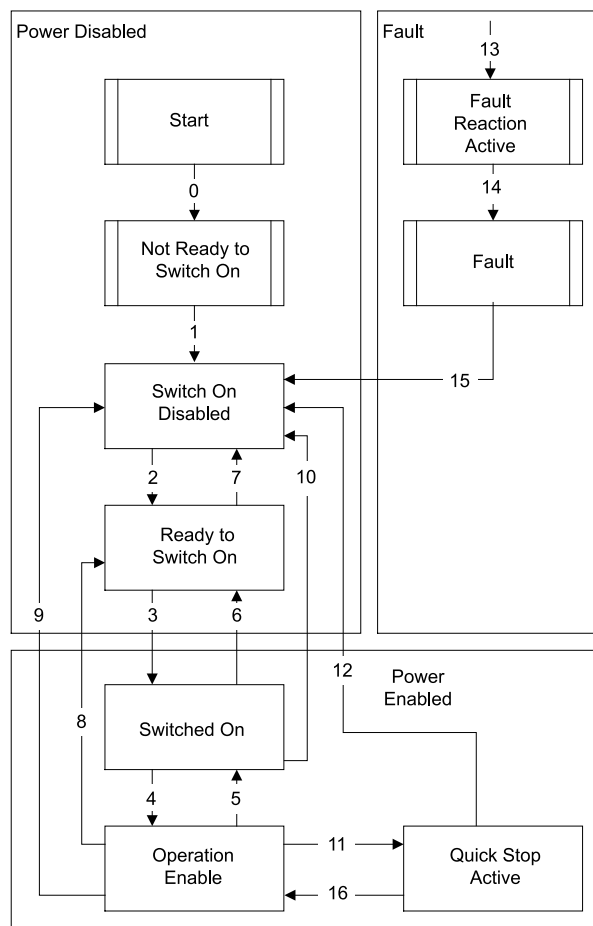 Power Disabled
Fault
13
Start
Fault
Reaction
Active
0
14
Not Ready to
Switch On
Fault
1
Switch On
Disabled
15
2
7
10
Ready to
Switch On
9
3
6
12
Power
Enabled
8
Switched On
4
5
Operation
Enable
11
Quick Stop
Active
16